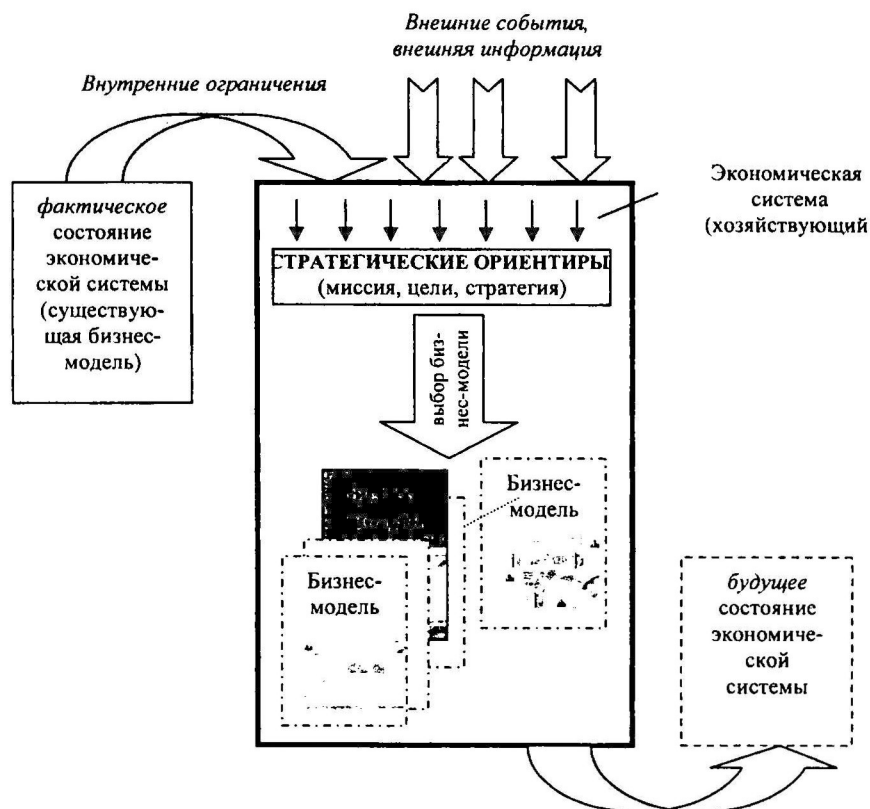 Внешние события,
внешняя информация
Внутренние ограничения
фактическое
состояние
экономиче-
ской системы
(существую-
щая бизнес-
модель)
Экономическая
система
(хозяйствующий
СТРАТЕГИЧЕСКИЕ ОРИЕНТИРЫ
(миссия, цели, стратегия)
выбор биз-
нес-модели
Бизнес-
модель
Бизнес-
модель
будущее
состояние
экономиче-
ской
системы